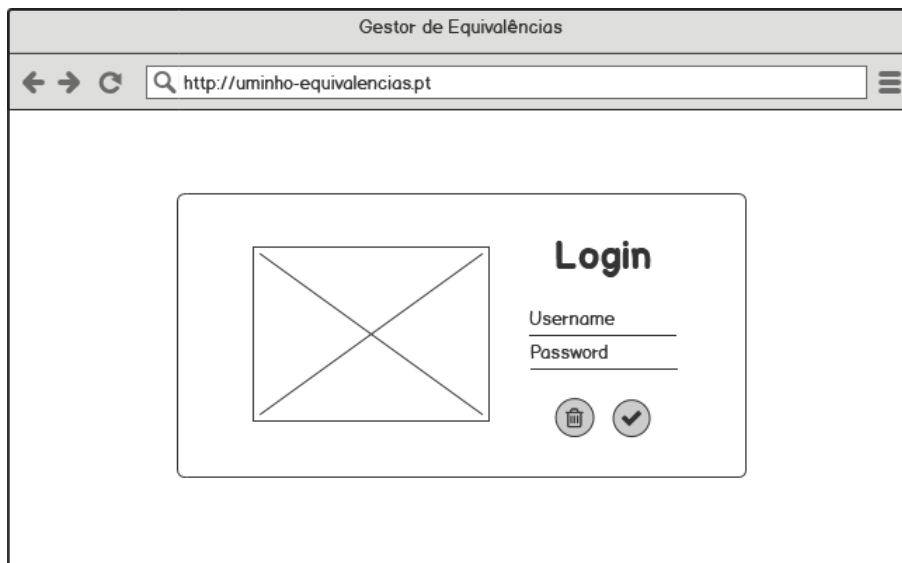 Gestor de Equivalências
http://uminho-equivalencias.pt
Login
Username
Password